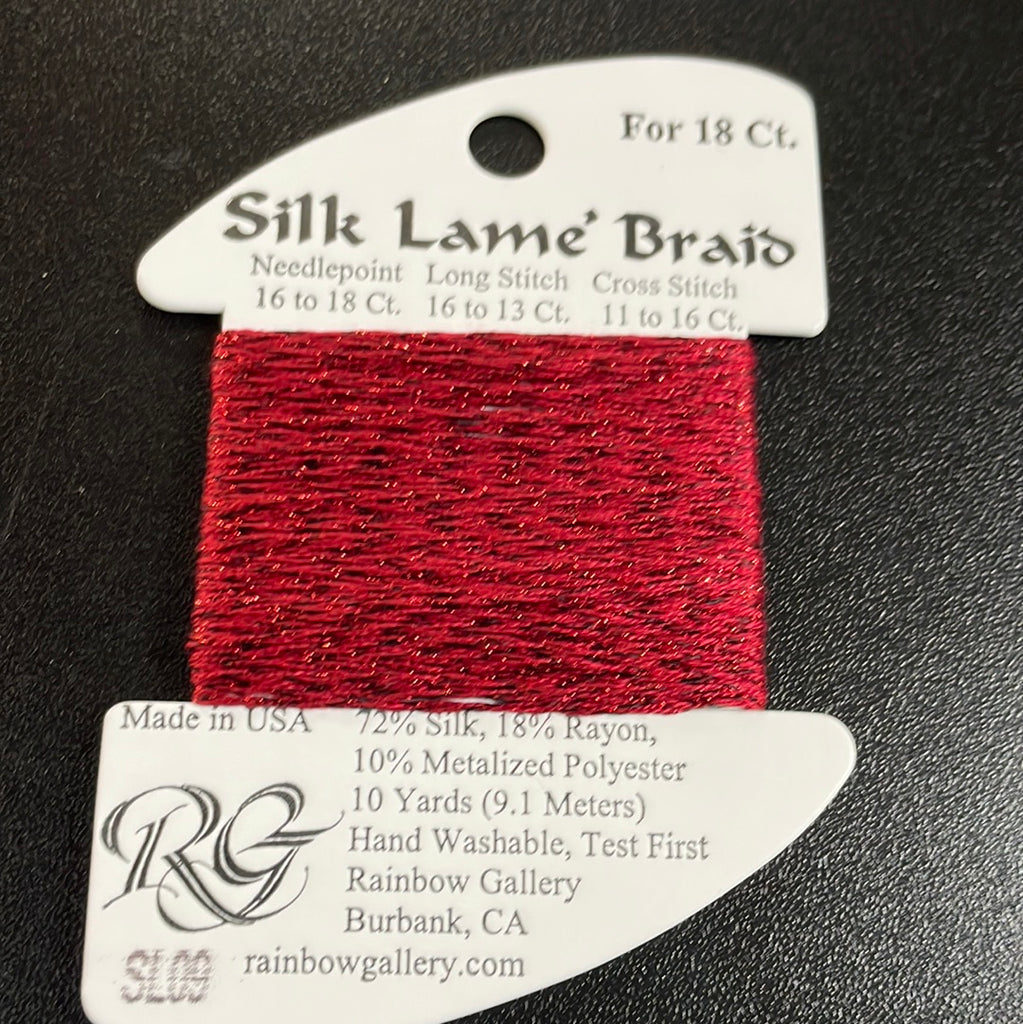 For 18 Ct.
Silk Lamé Braid
Needlepoint Long Stitch Cross Stitch
16 to 18 Ct. 16 to 13 Ct. 11 to 16 Ct.
Made in USA 72% Silk, 18% Rayon,
10% Metalized Polyester
10 Yards (9.1 Meters)
Hand Washable, Test First
Rainbow Gallery
Burbank, CA
RG
SL09 rainbowgallery.com